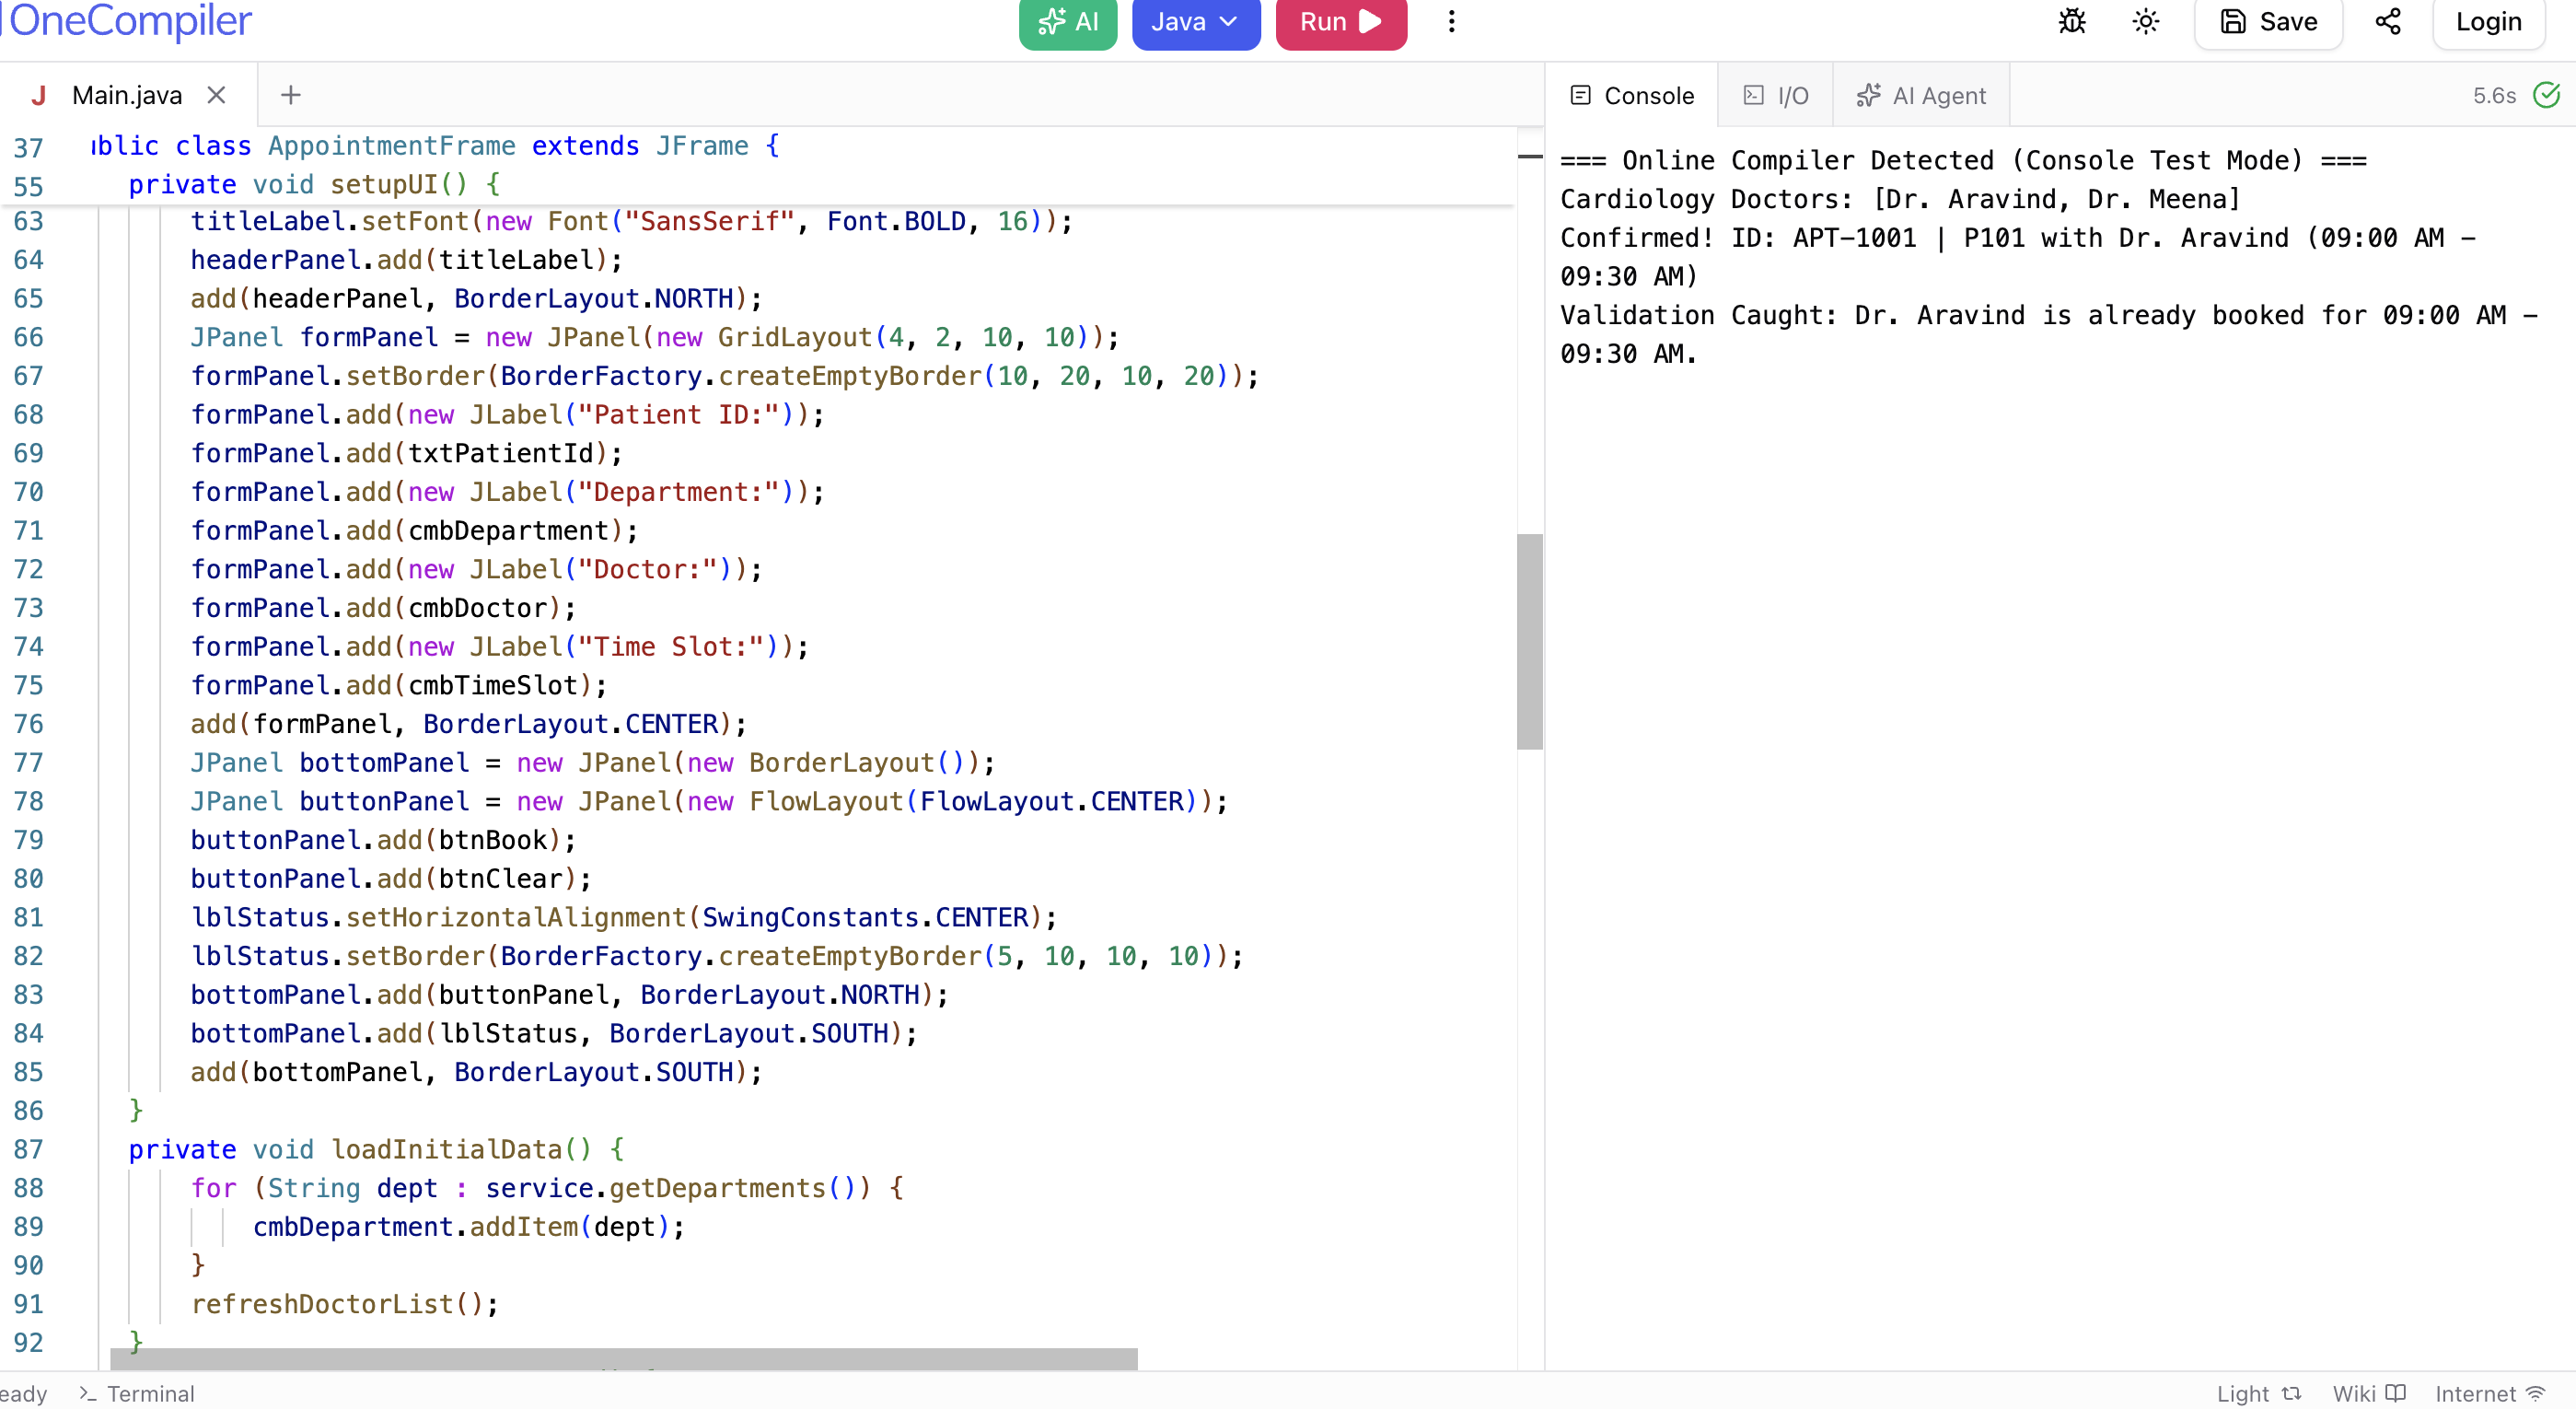 OneCompiler
AI
Java
Run
Save
Login
J Main.java
Console
I/O
AI Agent
5.6s
37 ublic class AppointmentFrame extends JFrame {
55 private void setupUI() {
63 titleLabel.setFont(new Font("SansSerif", Font.BOLD, 16));
64 headerPanel.add(titleLabel);
65 add(headerPanel, BorderLayout.NORTH);
66 JPanel formPanel = new JPanel(new GridLayout(4, 2, 10, 10));
67 formPanel.setBorder(BorderFactory.createEmptyBorder(10, 20, 10, 20));
68 formPanel.add(new JLabel("Patient ID:"));
69 formPanel.add(txtPatientId);
70 formPanel.add(new JLabel("Department:"));
71 formPanel.add(cmbDepartment);
72 formPanel.add(new JLabel("Doctor:"));
73 formPanel.add(cmbDoctor);
74 formPanel.add(new JLabel("Time Slot:"));
75 formPanel.add(cmbTimeSlot);
76 add(formPanel, BorderLayout.CENTER);
77 JPanel bottomPanel = new JPanel(new BorderLayout());
78 JPanel buttonPanel = new JPanel(new FlowLayout(FlowLayout.CENTER));
79 buttonPanel.add(btnBook);
80 buttonPanel.add(btnClear);
81 lblStatus.setHorizontalAlignment(SwingConstants.CENTER);
82 lblStatus.setBorder(BorderFactory.createEmptyBorder(5, 10, 10, 10));
83 bottomPanel.add(buttonPanel, BorderLayout.NORTH);
84 bottomPanel.add(lblStatus, BorderLayout.SOUTH);
85 add(bottomPanel, BorderLayout.SOUTH);
86 }
87 private void loadInitialData() {
88 for (String dept : service.getDepartments()) {
89 cmbDepartment.addItem(dept);
90 }
91 refreshDoctorList();
92 }
=== Online Compiler Detected (Console Test Mode) ===
Cardiology Doctors: [Dr. Aravind, Dr. Meena]
Confirmed! ID: APT-1001 | P101 with Dr. Aravind (09:00 AM -
09:30 AM)
Validation Caught: Dr. Aravind is already booked for 09:00 AM -
09:30 AM.
eady
Terminal
Light
Wiki
Internet